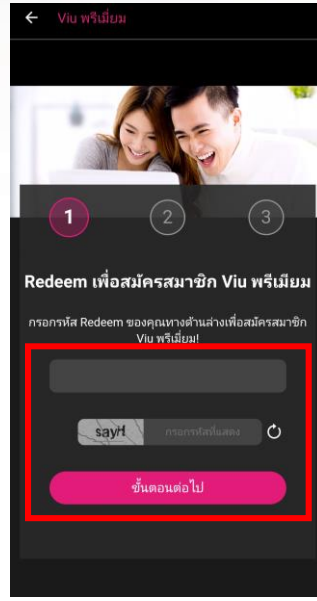 ← Viu พรีเมี่ยม
1 2 3
Redeem เพื่อสมัครสมาชิก Viu พรีเมียม
กรอกรหัส Redeem ของคุณทางด้านล่างเพื่อสมัครสมาชิก
Viu พรีเมี่ยม!
sayH กรอกรหัสที่แสดง
ขั้นตอนต่อไป